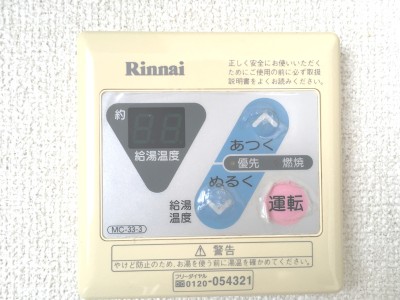 Rinnai
正しく安全にお使いいただく
ためにご使用の前に必ず取扱
説明書をよくお読みください。
約
給湯温度
あつく
優先 燃焼
ぬるく
給湯
温度
運転
MC-33-3
警告
やけど防止のため、お湯を使う前に湯温を確かめてください。
フリーダイヤル
0120-054321